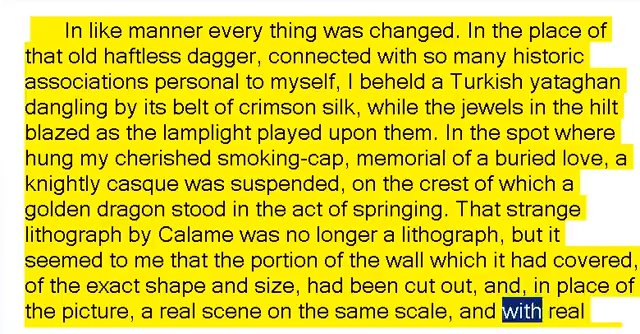 In like manner every thing was changed. In the place of
that old haftless dagger, connected with so many historic
associations personal to myself, I beheld a Turkish yataghan
dangling by its belt of crimson silk, while the jewels in the hilt
blazed as the lamplight played upon them. In the spot where
hung my cherished smoking-cap, memorial of a buried love, a
knightly casque was suspended, on the crest of which a
golden dragon stood in the act of springing. That strange
lithograph by Calame was no longer a lithograph, but it
seemed to me that the portion of the wall which it had covered,
of the exact shape and size, had been cut out, and, in place of
the picture, a real scene on the same scale, and with real